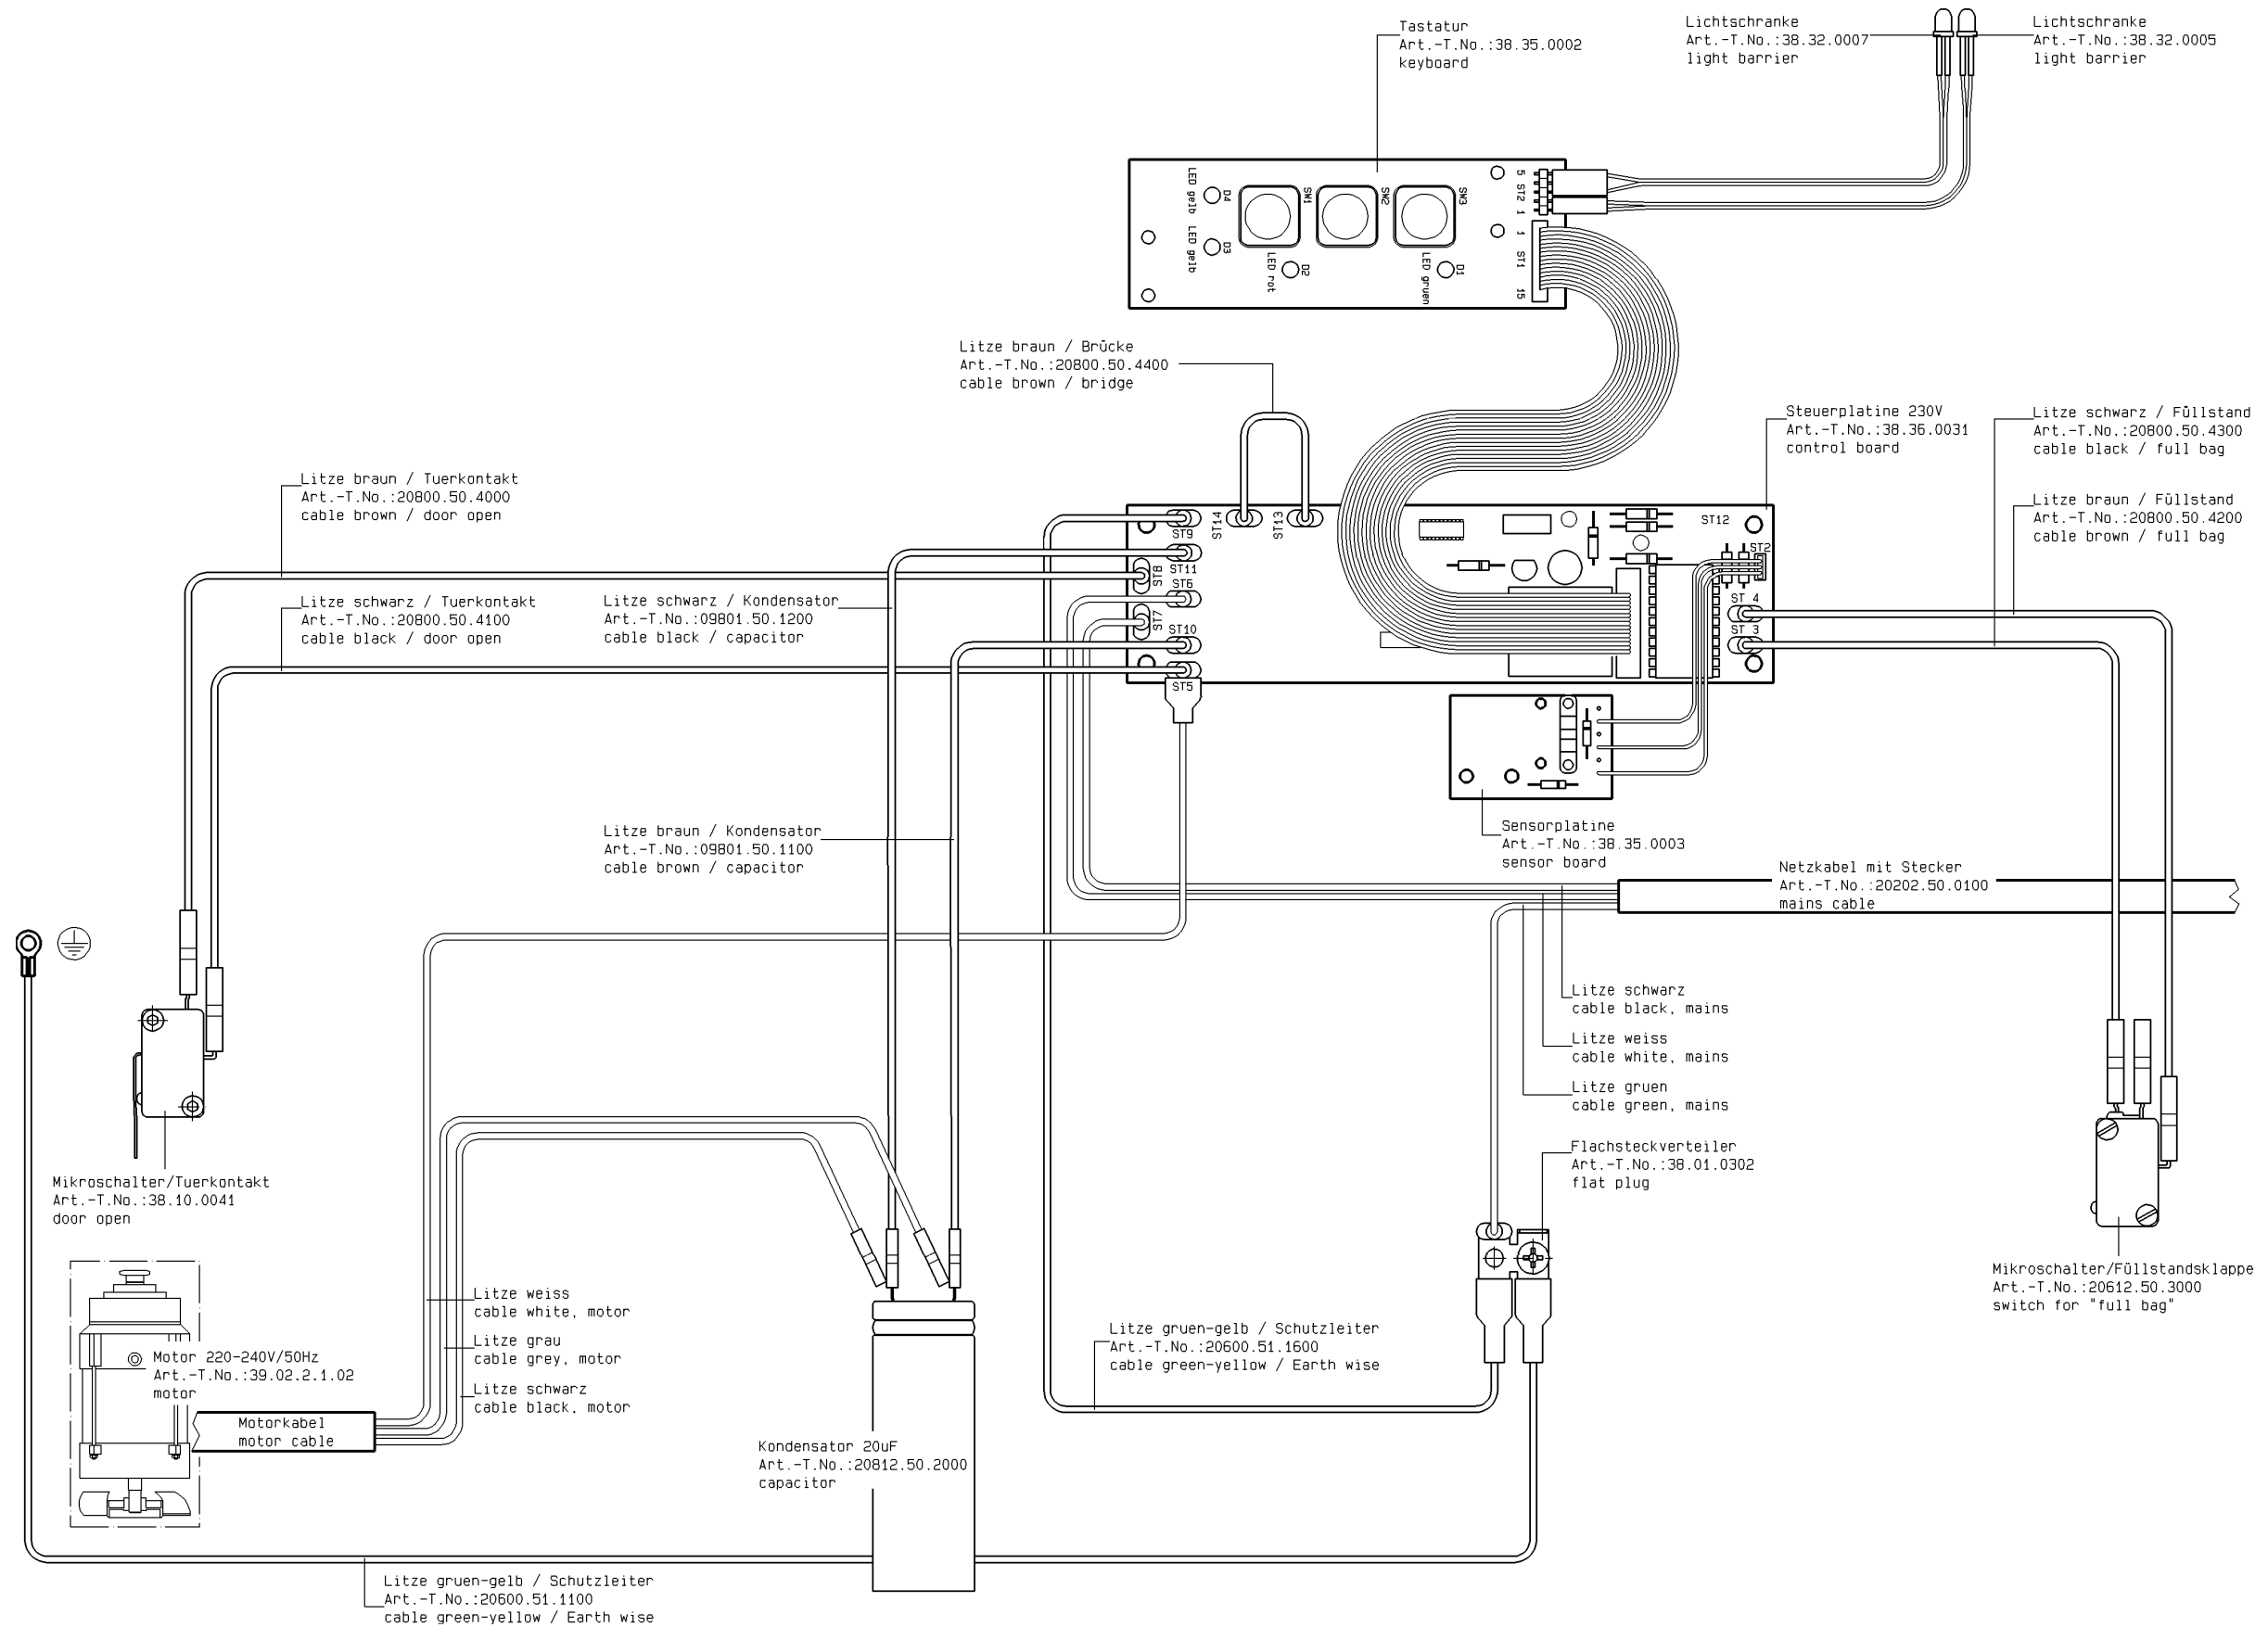 Tastatur
Art.-T.No.:38.35.0002
keyboard
Lichtschranke
Art.-T.No.:38.32.0007
light barrier
Lichtschranke
Art.-T.No.:38.32.0005
light barrier
LED gelb
D4
SW1
SW2
SW3
5
ST2
1
LED gelb
D3
LED rot
D2
LED gruen
D1
1
ST1
15
Litze braun / Brücke
Art.-T.No.:20800.50.4400
cable brown / bridge
Steuerplatine 230V
Art.-T.No.:38.36.0031
control board
Litze schwarz / Füllstand
Art.-T.No.:20800.50.4300
cable black / full bag
Litze braun / Füllstand
Art.-T.No.:20800.50.4200
cable brown / full bag
Litze braun / Tuerkontakt
Art.-T.No.:20800.50.4000
cable brown / door open
Litze schwarz / Tuerkontakt
Art.-T.No.:20800.50.4100
cable black / door open
Litze schwarz / Kondensator
Art.-T.No.:09801.50.1200
cable black / capacitor
ST9
ST14
ST13
ST12
ST11
ST8
ST6
ST7
ST10
ST5
ST2
ST 4
ST 3
Litze braun / Kondensator
Art.-T.No.:09801.50.1100
cable brown / capacitor
Sensorplatine
Art.-T.No.:38.35.0003
sensor board
Netzkabel mit Stecker
Art.-T.No.:20202.50.0100
mains cable
Litze schwarz
cable black, mains
Litze weiss
cable white, mains
Litze gruen
cable green, mains
Flachsteckverteiler
Art.-T.No.:38.01.0302
flat plug
Mikroschalter/Tuerkontakt
Art.-T.No.:38.10.0041
door open
Mikroschalter/Füllstandsklappe
Art.-T.No.:20612.50.3000
switch for "full bag"
Litze weiss
cable white, motor
Litze grau
cable grey, motor
Litze schwarz
cable black, motor
Motor 220-240V/50Hz
Art.-T.No.:39.02.2.1.02
motor
Motorkabel
motor cable
Litze gruen-gelb / Schutzleiter
Art.-T.No.:20600.51.1600
cable green-yellow / Earth wise
Kondensator 20uF
Art.-T.No.:20812.50.2000
capacitor
Litze gruen-gelb / Schutzleiter
Art.-T.No.:20600.51.1100
cable green-yellow / Earth wise